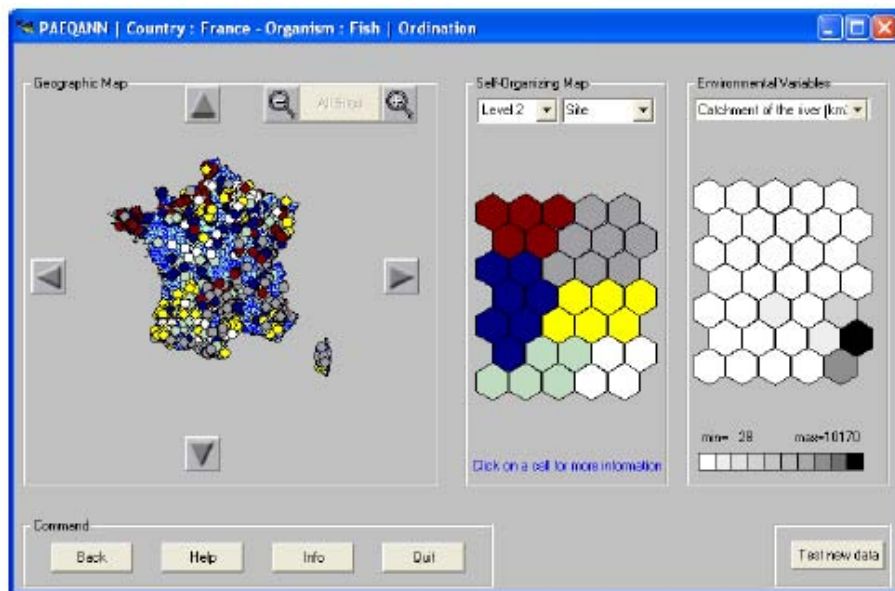 PAEQANN | Country : France - Organism : Fish | Ordination
Geographic Map
Self-Organizing Map
Level 2
Site
Environmental Variables
Catchment of the river (km
min= 28 max=10170
Click on a cell for more information
Command
Back
Help
Info
Quit
Test new data